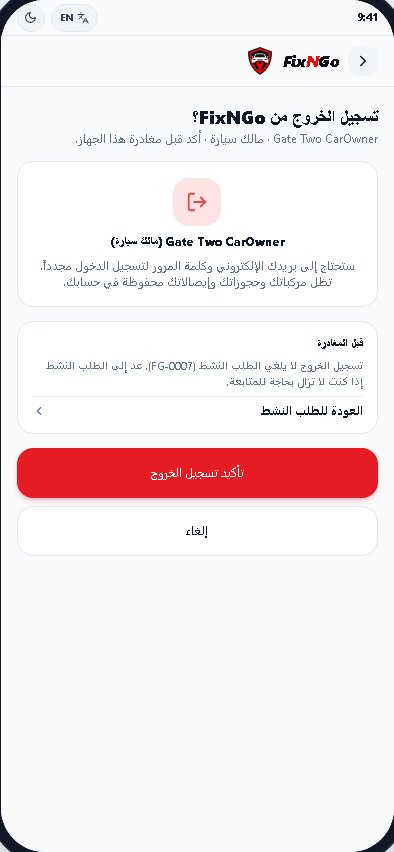 9:41
EN
FixNGo
تسجيل الخروج من FixNGo؟
Gate Two CarOwner · مالك سيارة · أكد قبل مغادرة هذا الجهاز.
Gate Two CarOwner (مالك سيارة)
ستحتاج إلى بريدك الإلكتروني وكلمة المرور لتسجيل الدخول مجدداً.
تظل مركباتك وحجوزاتك وإيصالاتك محفوظة في حسابك.
قبل المغادرة
تسجيل الخروج لا يلغي الطلب النشط (FG-0007). عد إلى الطلب النشط
إذا كنت لا تزال بحاجة للمتابعة.
العودة للطلب النشط
تأكيد تسجيل الخروج
إلغاء